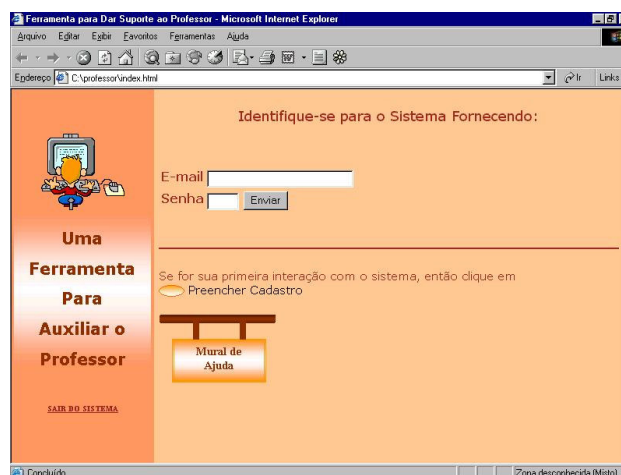 Ferramenta para Dar Suporte ao Professor - Microsoft Internet Explorer
Arquivo Editar Exibir Favoritos Ferramentas Ajuda
Endereço C:\professor\index.html Ir Links
Identifique-se para o Sistema Fornecendo:
E-mail
Senha Enviar
Uma
Ferramenta
Para
Auxiliar o
Professor
SAIR DO SISTEMA
Se for sua primeira interação com o sistema, então clique em
Preencher Cadastro
Mural de
Ajuda
Concluído Zona desconhecida (Misto)